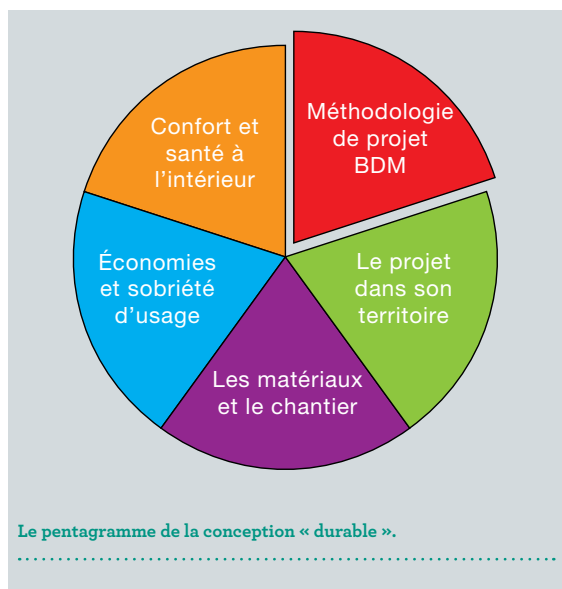 Méthodologie
de projet
BDM
Le projet
dans son
territoire
Les matériaux
et le chantier
Économies
et sobriété
d’usage
Confort et
santé à
l’intérieur
Le pentagramme de la conception « durable ».